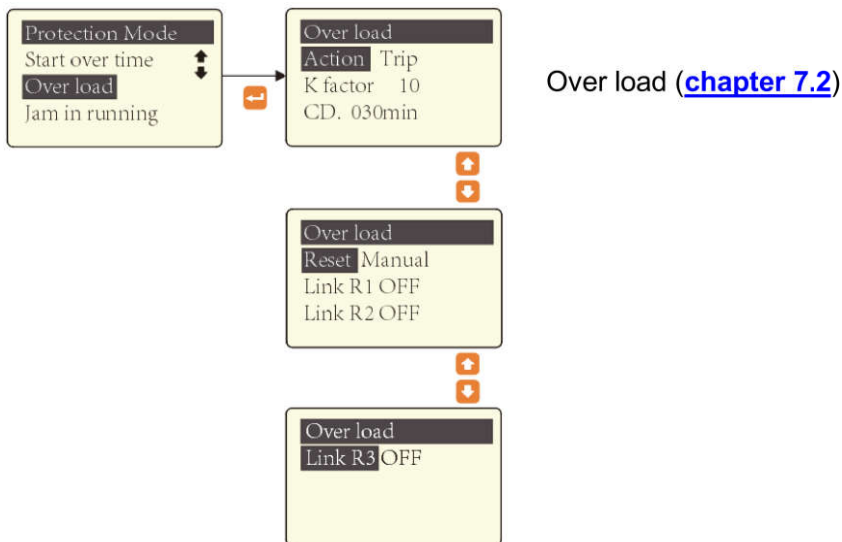 Protection Mode
Start over time
Over load
Jam in running
Over load
Action Trip
K factor 10
CD. 030min
Over load (chapter 7.2)
Over load
Reset Manual
Link R1 OFF
Link R2 OFF
Over load
Link R3 OFF